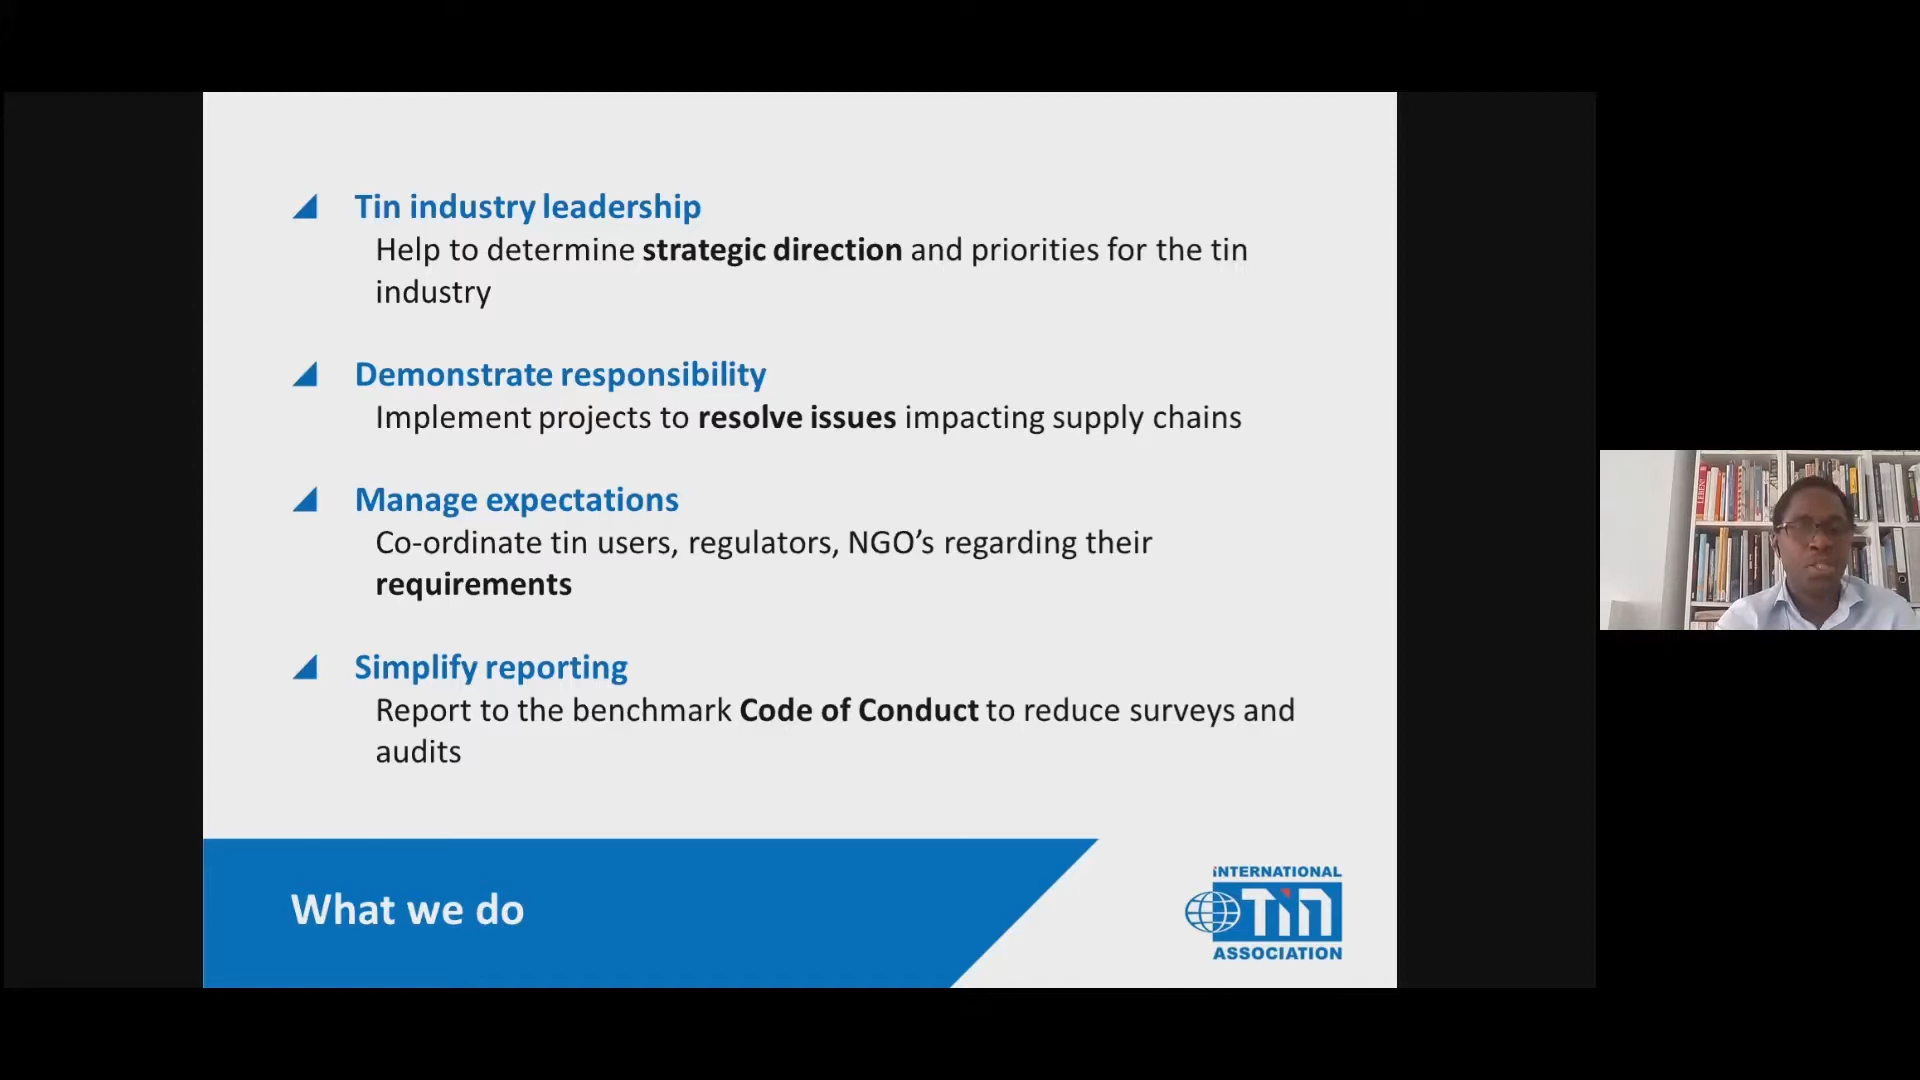 Tin industry leadership
Help to determine strategic direction and priorities for the tin
industry
Demonstrate responsibility
Implement projects to resolve issues impacting supply chains
Manage expectations
Co-ordinate tin users, regulators, NGO’s regarding their
requirements
Simplify reporting
Report to the benchmark Code of Conduct to reduce surveys and
audits
What we do
INTERNATIONAL
TIN
ASSOCIATION